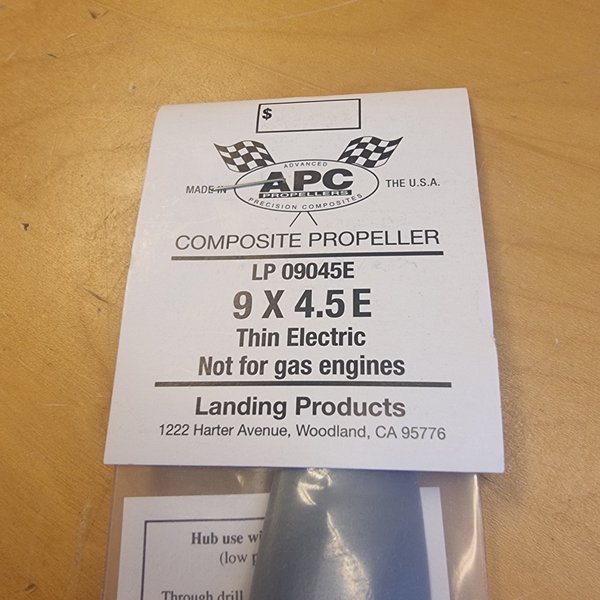 $
ADVANCED
MADE IN APC THE U.S.A.
PROPELLERS
PRECISION COMPOSITES
COMPOSITE PROPELLER
LP 09045E
9 X 4.5 E
Thin Electric
Not for gas engines
Landing Products
1222 Harter Avenue, Woodland, CA 95776
Hub use
(low
Through drill